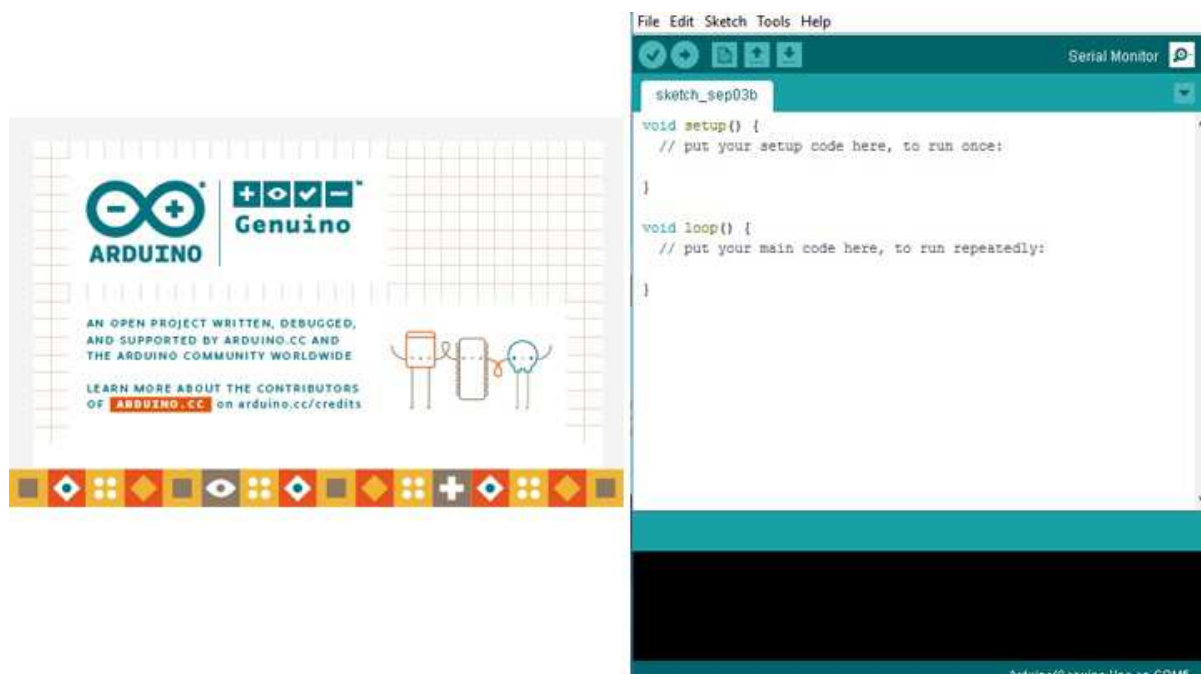 ARDUINO
Genuino
AN OPEN PROJECT WRITTEN, DEBUGGED,
AND SUPPORTED BY ARDUINO.CC AND
THE ARDUINO COMMUNITY WORLDWIDE
LEARN MORE ABOUT THE CONTRIBUTORS
OF ARDUINO.CC on arduino.cc/credits
File Edit Sketch Tools Help
Serial Monitor
sketch_sep03b
void setup() {
// put your setup code here, to run once:
}
void loop() {
// put your main code here, to run repeatedly:
}